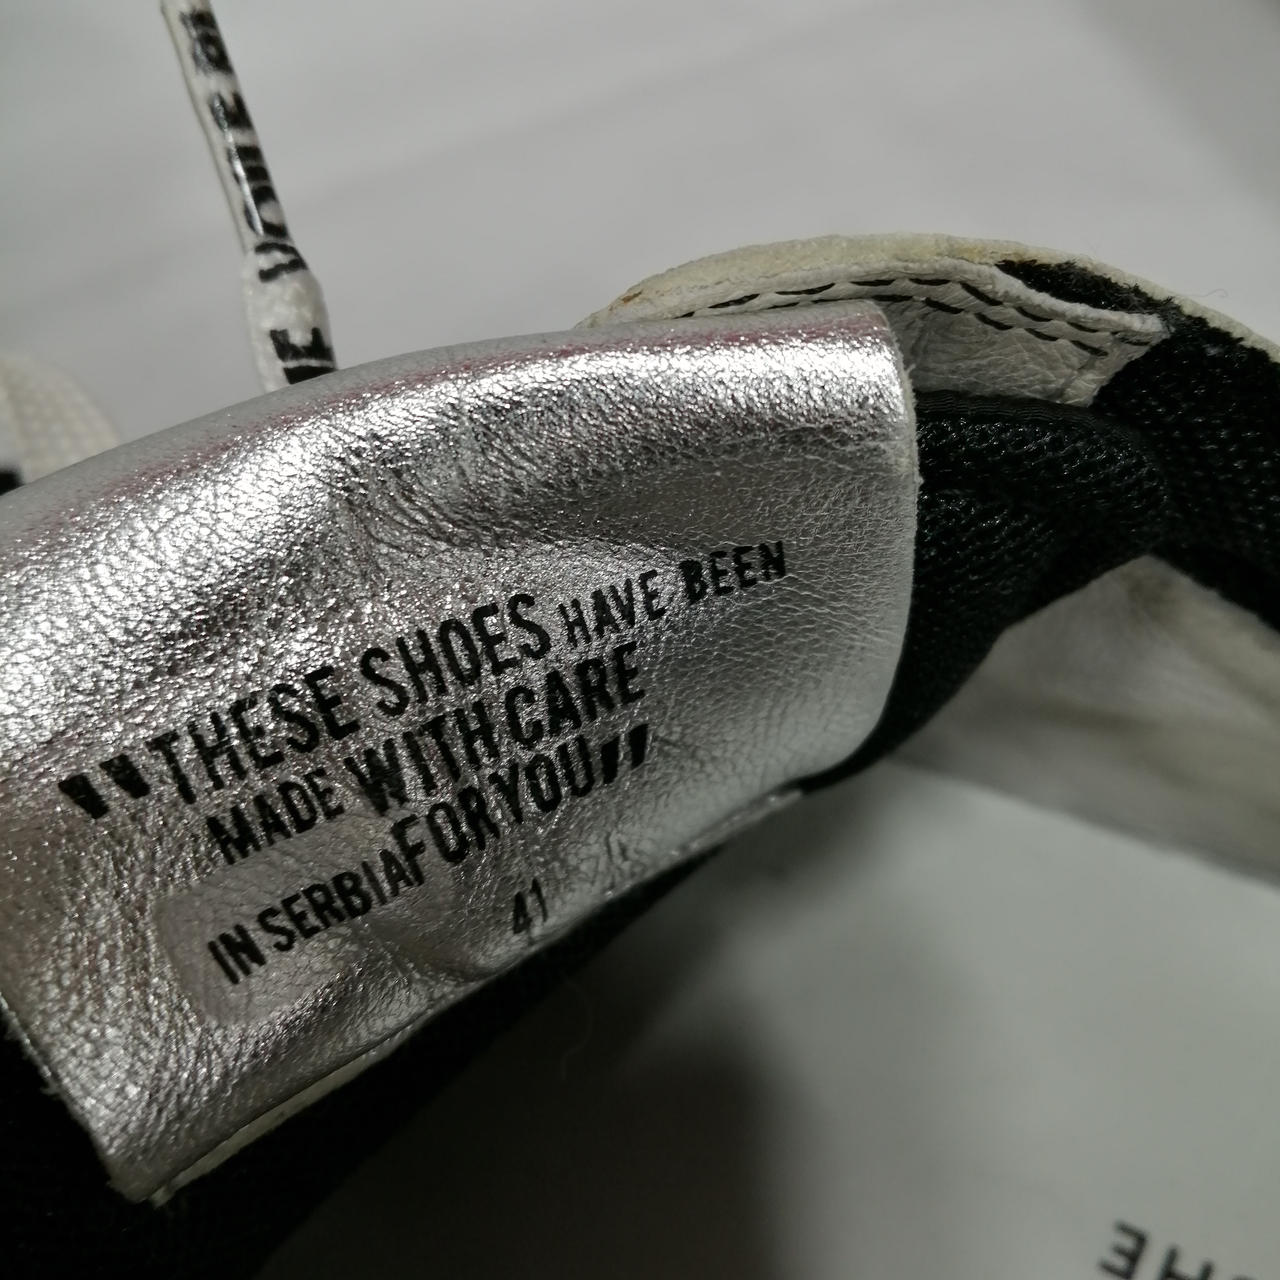 "THESE SHOES HAVE BEEN
MADE WITH CARE
IN SERBIA FOR YOU"
41